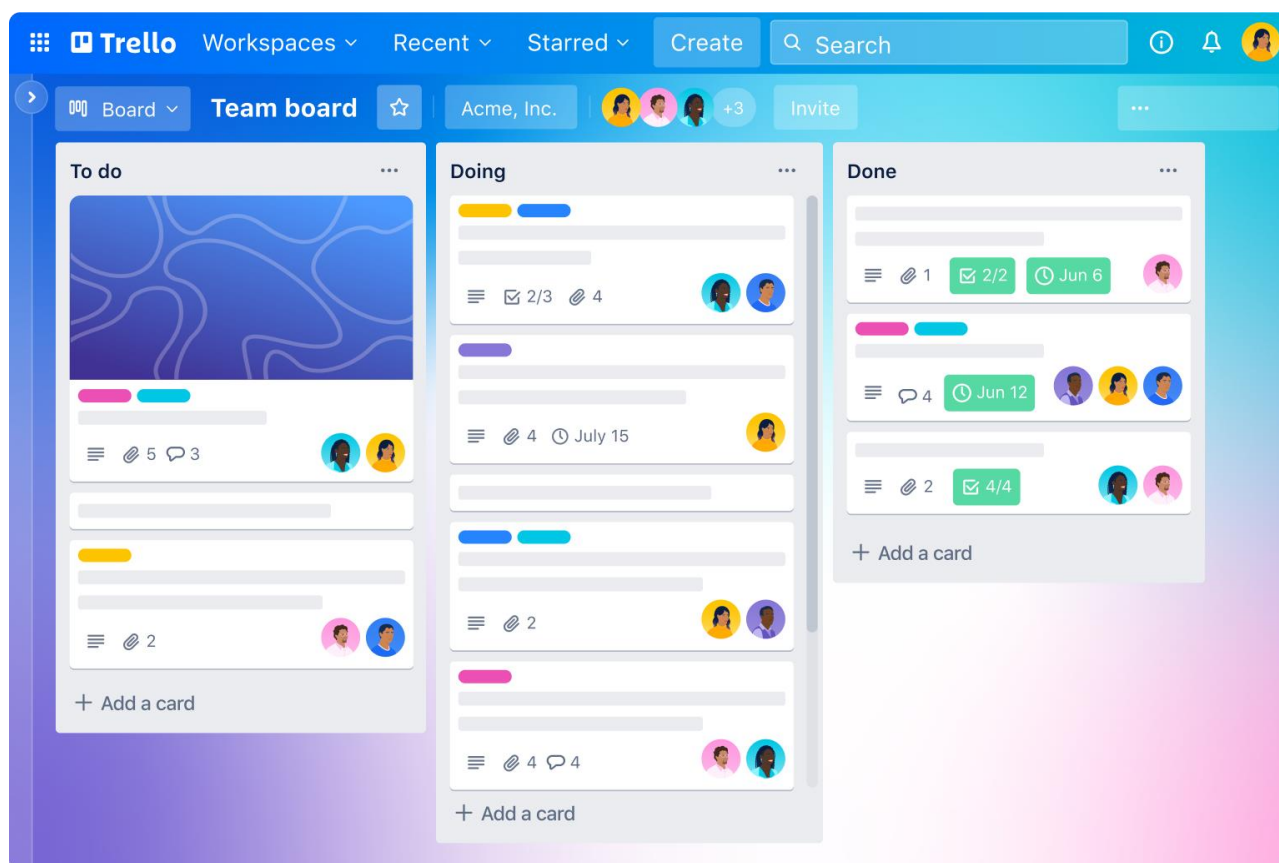 Trello Workspaces Recent Starred Create Search
Board Team board Acme, Inc. +3 Invite
To do
5 3
2
Add a card
Doing
2/3 4
4 July 15
2
4 4
Add a card
Done
1 2/2 Jun 6
4 Jun 12
2 4/4
Add a card